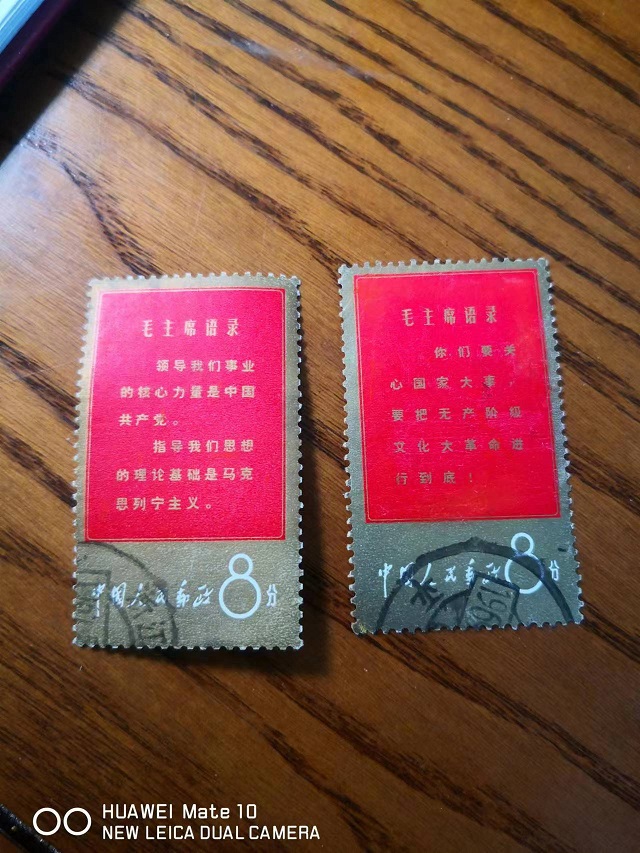 毛主席语录
领导我们事业
的核心力量是中国
共产党。
指导我们思想
的理论基础是马克
思列宁主义。
中国人民邮政 8分
毛主席语录
你们要关
心国家大事，
要把无产阶级
文化大革命进
行到底！
中国人民邮政 8分
HUAWEI Mate 10
NEW LEICA DUAL CAMERA